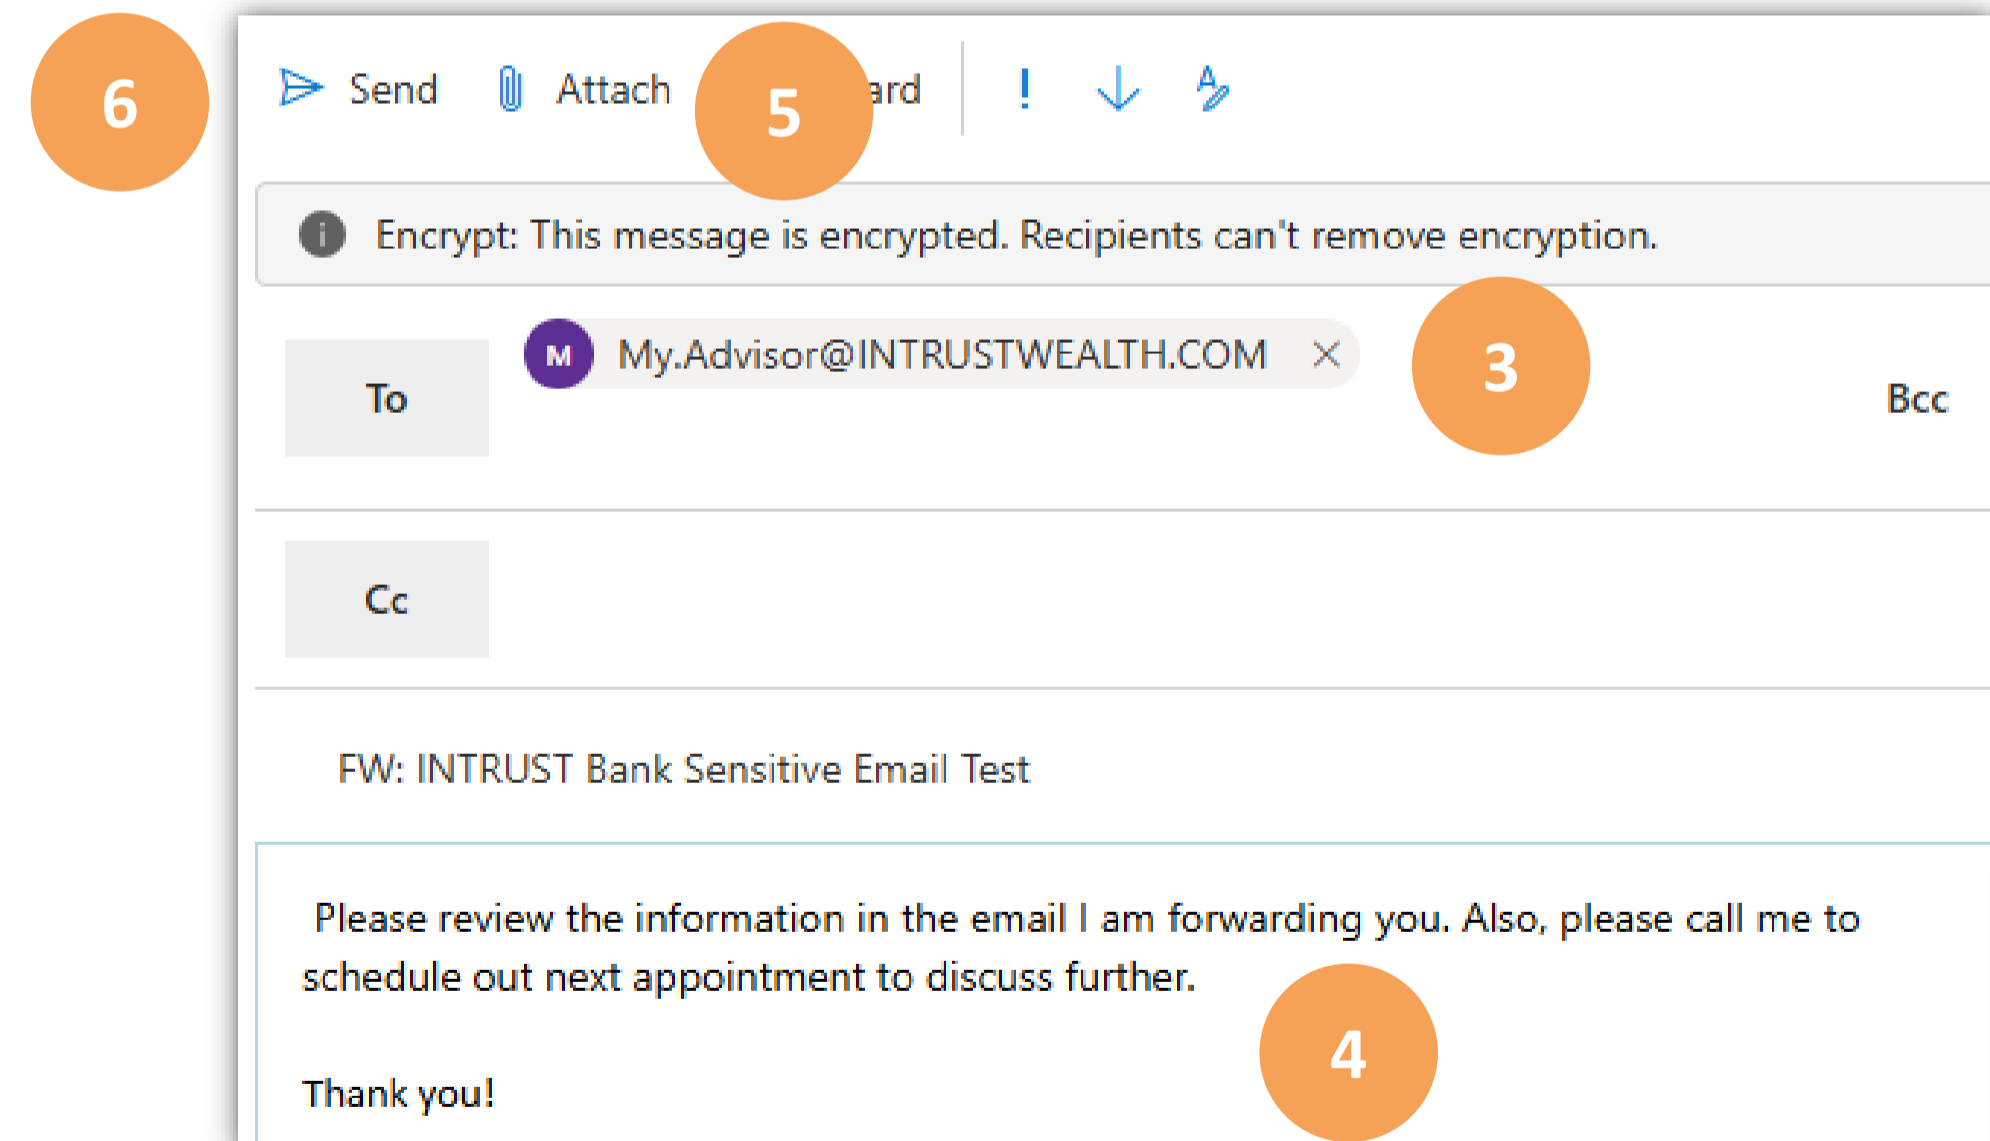 6
Send Attach 5 ard !
Encrypt: This message is encrypted. Recipients can't remove encryption.
M My.Advisor@INTRUSTWEALTH.COM 3
To Bcc
Cc
FW: INTRUST Bank Sensitive Email Test
Please review the information in the email I am forwarding you. Also, please call me to
schedule out next appointment to discuss further.
4
Thank you!